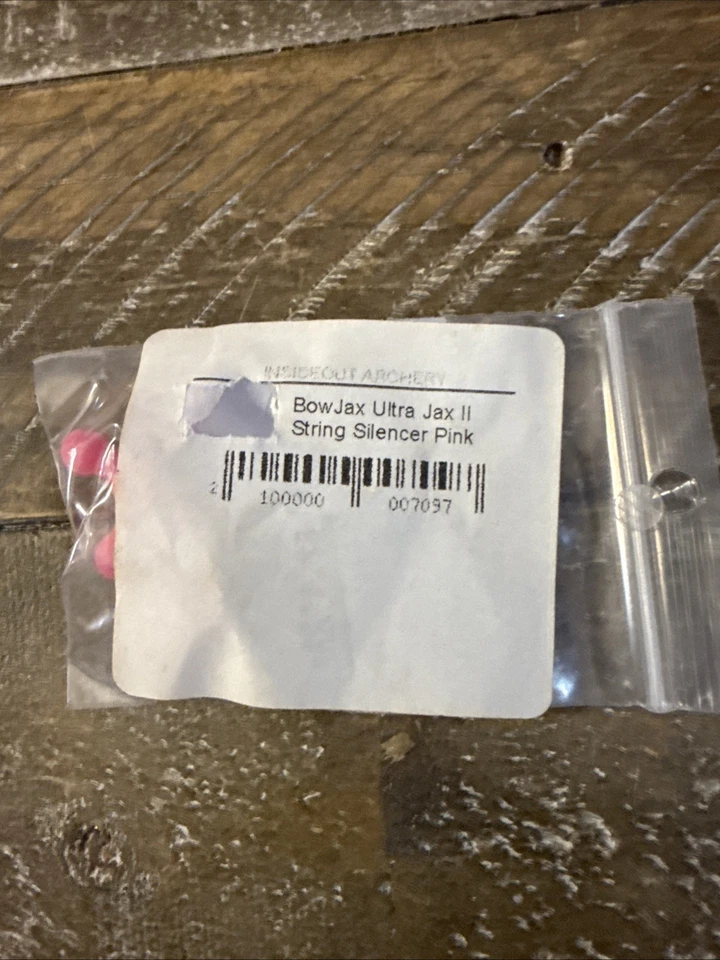 INSIDEOUT ARCHERY
BowJax Ultra Jax II
String Silencer Pink
2 100000 007097